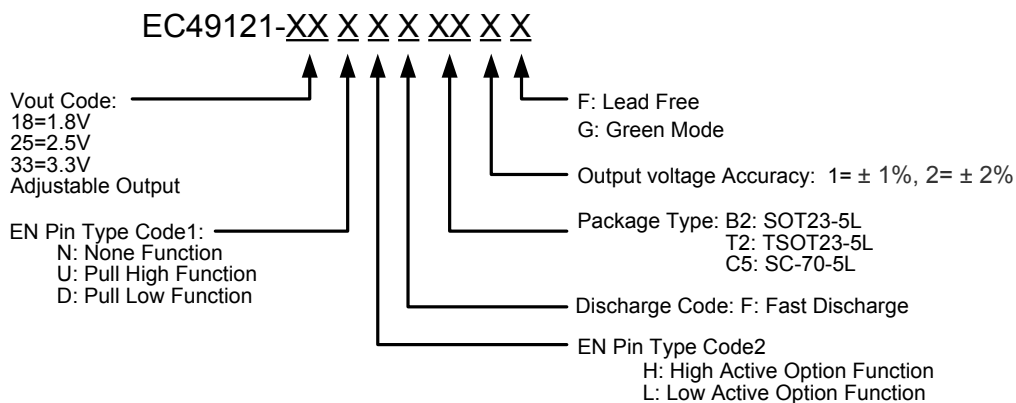 EC49121-XX X X X XX X X
Vout Code:
18=1.8V
25=2.5V
33=3.3V
Adjustable Output
EN Pin Type Code1:
N: None Function
U: Pull High Function
D: Pull Low Function
F: Lead Free
G: Green Mode
Output voltage Accuracy: 1= ± 1%, 2= ± 2%
Package Type: B2: SOT23-5L
T2: TSOT23-5L
C5: SC-70-5L
Discharge Code: F: Fast Discharge
EN Pin Type Code2
H: High Active Option Function
L: Low Active Option Function